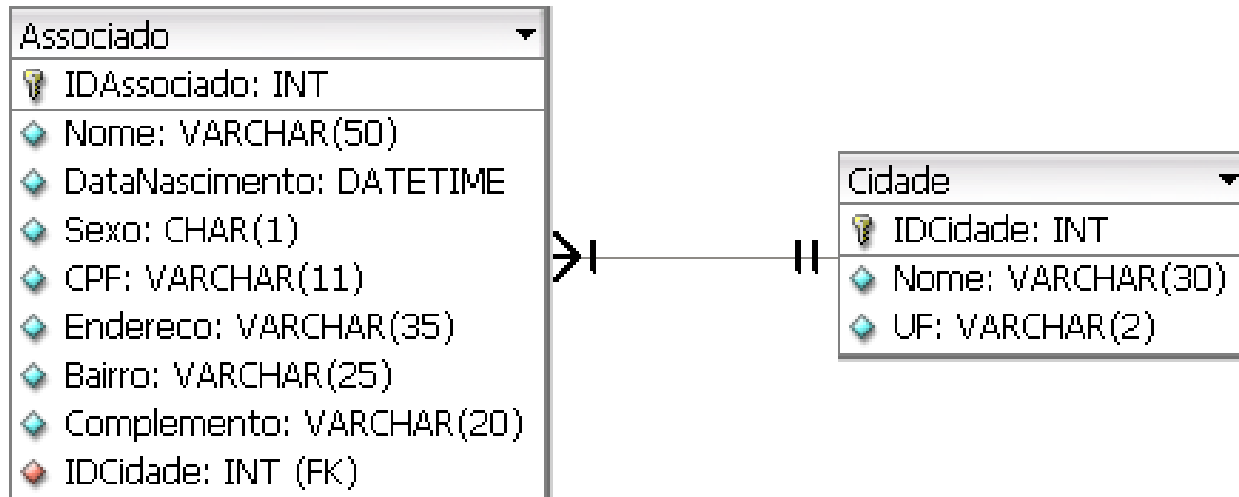 Associado
IDAssociado: INT
Nome: VARCHAR(50)
DataNascimento: DATETIME
Sexo: CHAR(1)
CPF: VARCHAR(11)
Endereco: VARCHAR(35)
Bairro: VARCHAR(25)
Complemento: VARCHAR(20)
IDCidade: INT (FK)
Cidade
IDCidade: INT
Nome: VARCHAR(30)
UF: VARCHAR(2)